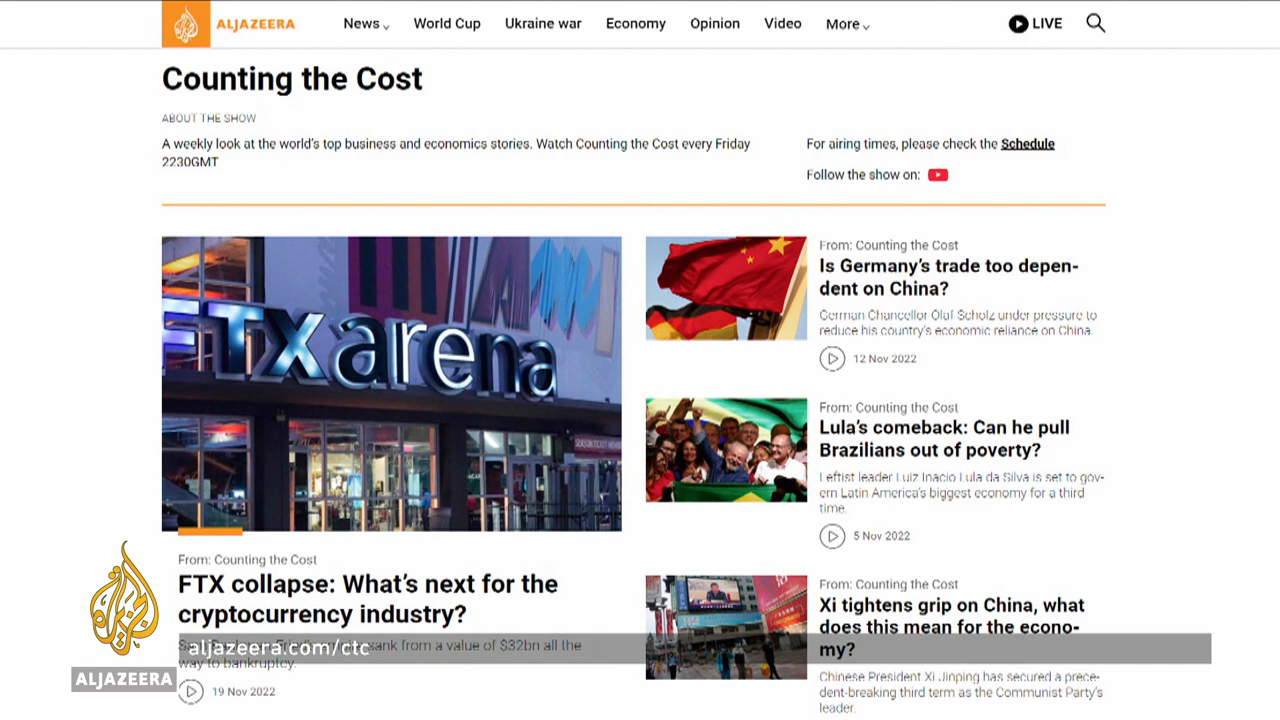 ALJAZEERA
News
World Cup
Ukraine war
Economy
Opinion
Video
More
LIVE
Counting the Cost
ABOUT THE SHOW
A weekly look at the world's top business and economics stories. Watch Counting the Cost every Friday
2230GMT
For airing times, please check the Schedule
Follow the show on:
FTX arena
From: Counting the Cost
FTX collapse: What's next for the
cryptocurrency industry?
sank from a value of $32bn all the
way to bankruptcy.
19 Nov 2022
From: Counting the Cost
Is Germany's trade too depen-
dent on China?
German Chancellor Olaf Scholz under pressure to
reduce his country's economic reliance on China.
12 Nov 2022
From: Counting the Cost
Lula's comeback: Can he pull
Brazilians out of poverty?
Leftist leader Luiz Inacio Lula da Silva is set to gov-
ern Latin America's biggest economy for a third
time.
5 Nov 2022
From: Counting the Cost
Xi tightens grip on China, what
does this mean for the econo-
my?
Chinese President Xi Jinping has secured a prece-
dent-breaking third term as the Communist Party's
leader.
aljazeera.com/ctc
ALJAZEERA